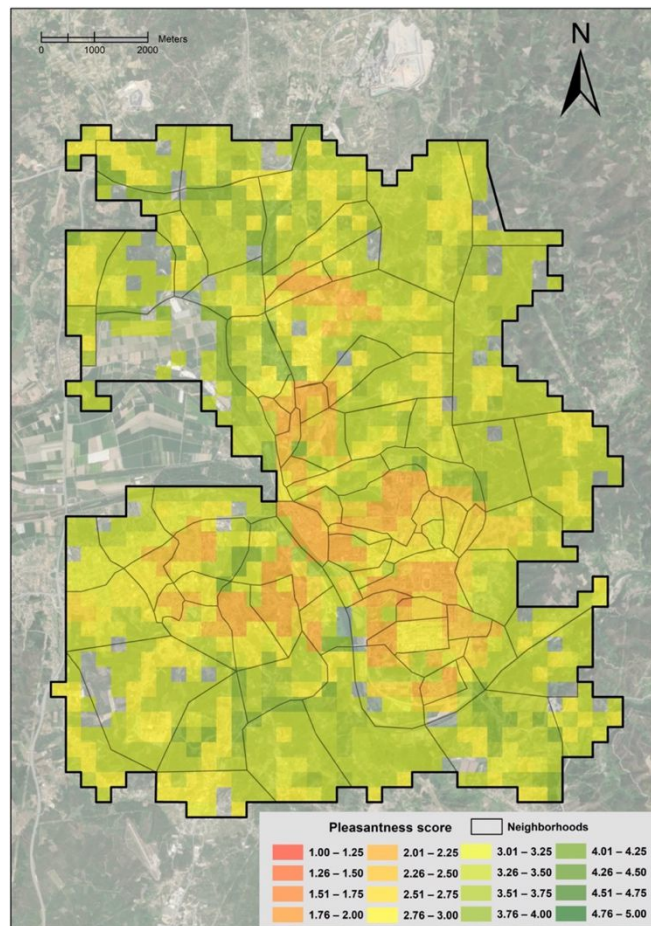 Meters
0 1000 2000
N
Pleasantness score Neighborhoods
1.00 – 1.25 2.01 – 2.25 3.01 – 3.25 4.01 – 4.25
1.26 – 1.50 2.26 – 2.50 3.26 – 3.50 4.26 – 4.50
1.51 – 1.75 2.51 – 2.75 3.51 – 3.75 4.51 – 4.75
1.76 – 2.00 2.76 – 3.00 3.76 – 4.00 4.76 – 5.00